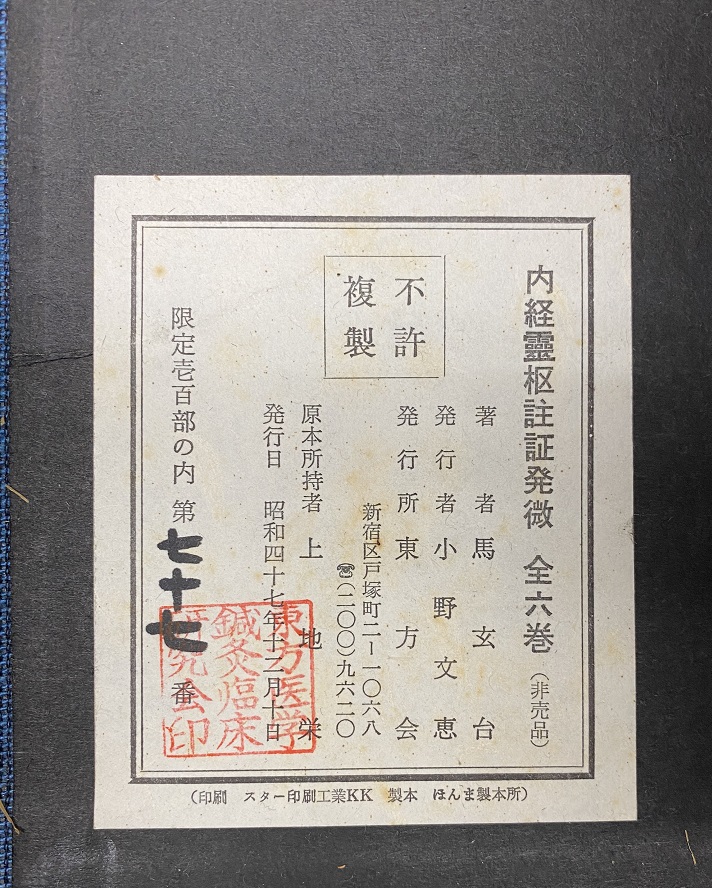 内経靈枢註証発微 全六巻(非売品)
不許
複製
著者 馬玄台
発行者 小野文恵
発行所 東方会
新宿区戸塚町二ー一〇六八
☎(二〇〇)九六二〇
原本所持者 上地栄
発行日 昭和四十七年十二月十日
限定壱百部の内 第七十七番
東方医学
鍼灸臨床
研究会印
(印刷 スター印刷工業KK 製本 ほんま製本所)